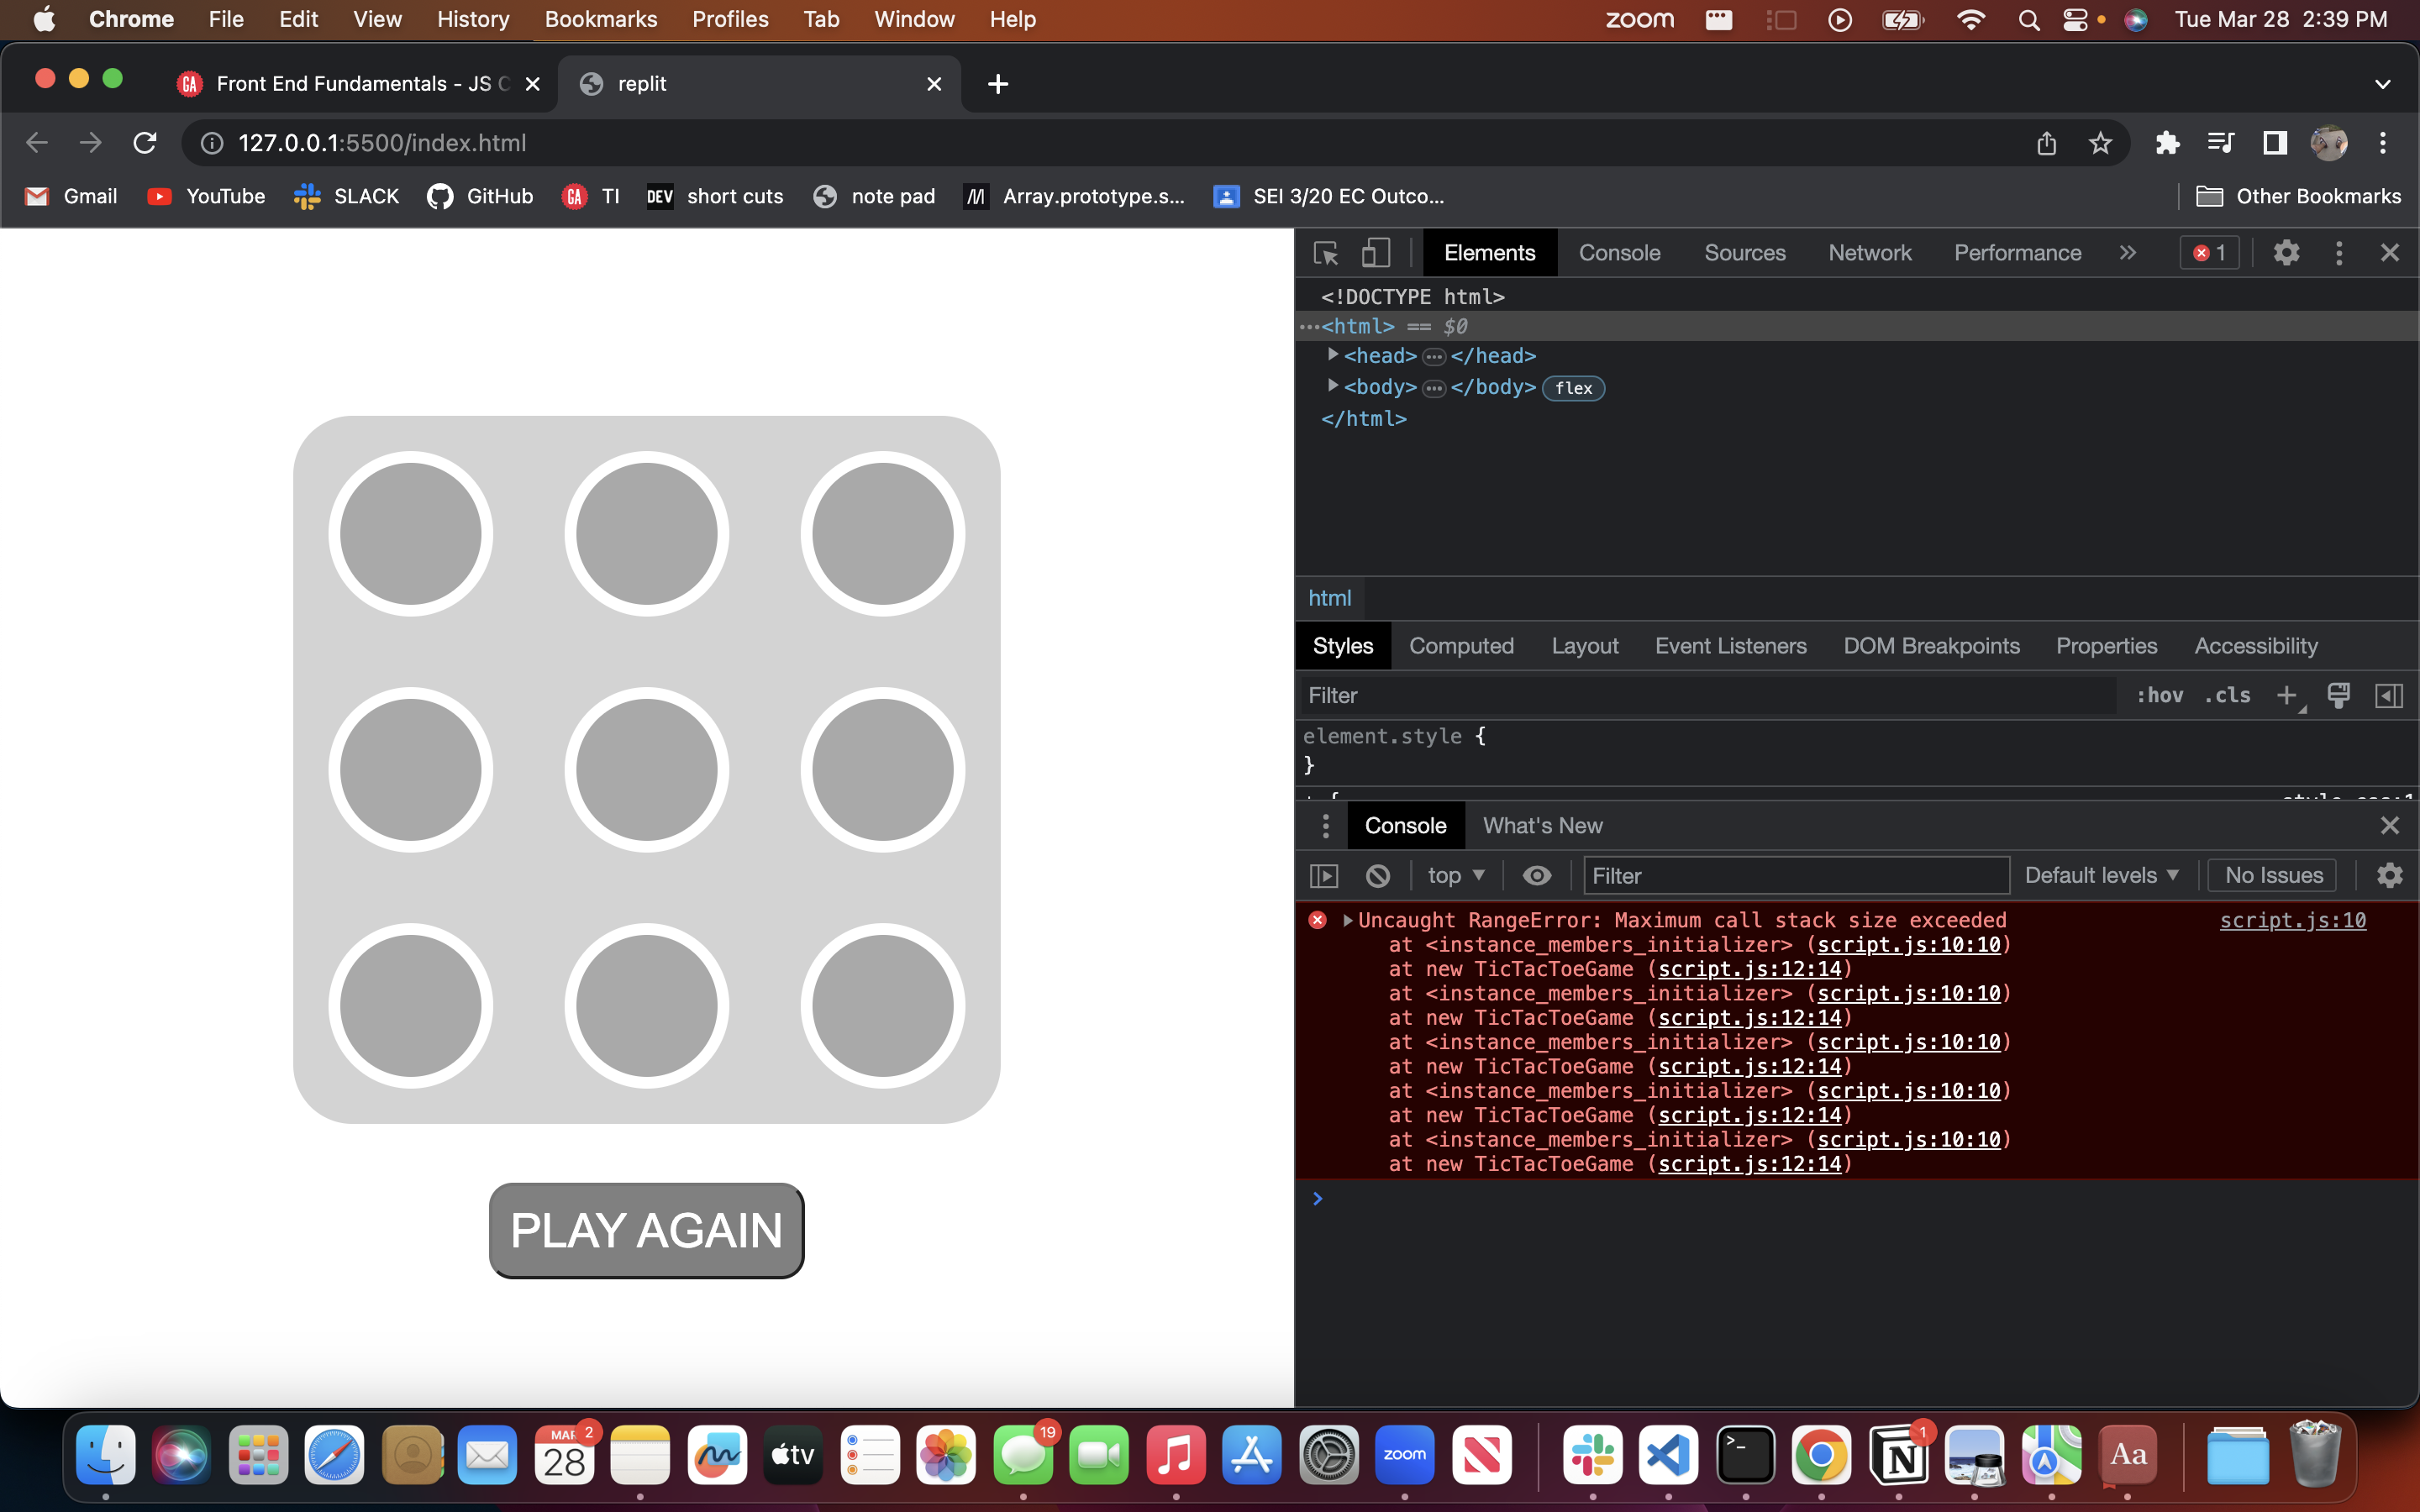 Chrome File Edit View History Bookmarks Profiles Tab Window Help zoom Tue Mar 28 2:39 PM
GA Front End Fundamentals - JS C replit
127.0.0.1:5500/index.html
Gmail YouTube SLACK GitHub GA TI DEV short cuts note pad Array.prototype.s... SEI 3/20 EC Outco... Other Bookmarks
Elements Console Sources Network Performance » 1
<!DOCTYPE html>
···<html> == $0
<head> ··· </head>
<body> ··· </body> flex
</html>
html
Styles Computed Layout Event Listeners DOM Breakpoints Properties Accessibility
Filter :hov .cls +
element.style {
}
Console What's New
top Filter Default levels No Issues
Uncaught RangeError: Maximum call stack size exceeded script.js:10
at <instance_members_initializer> (script.js:10:10)
at new TicTacToeGame (script.js:12:14)
at <instance_members_initializer> (script.js:10:10)
at new TicTacToeGame (script.js:12:14)
at <instance_members_initializer> (script.js:10:10)
at new TicTacToeGame (script.js:12:14)
at <instance_members_initializer> (script.js:10:10)
at new TicTacToeGame (script.js:12:14)
at <instance_members_initializer> (script.js:10:10)
at new TicTacToeGame (script.js:12:14)
>
PLAY AGAIN
MAR 28 2 tv 19 zoom >_ 1 Aa